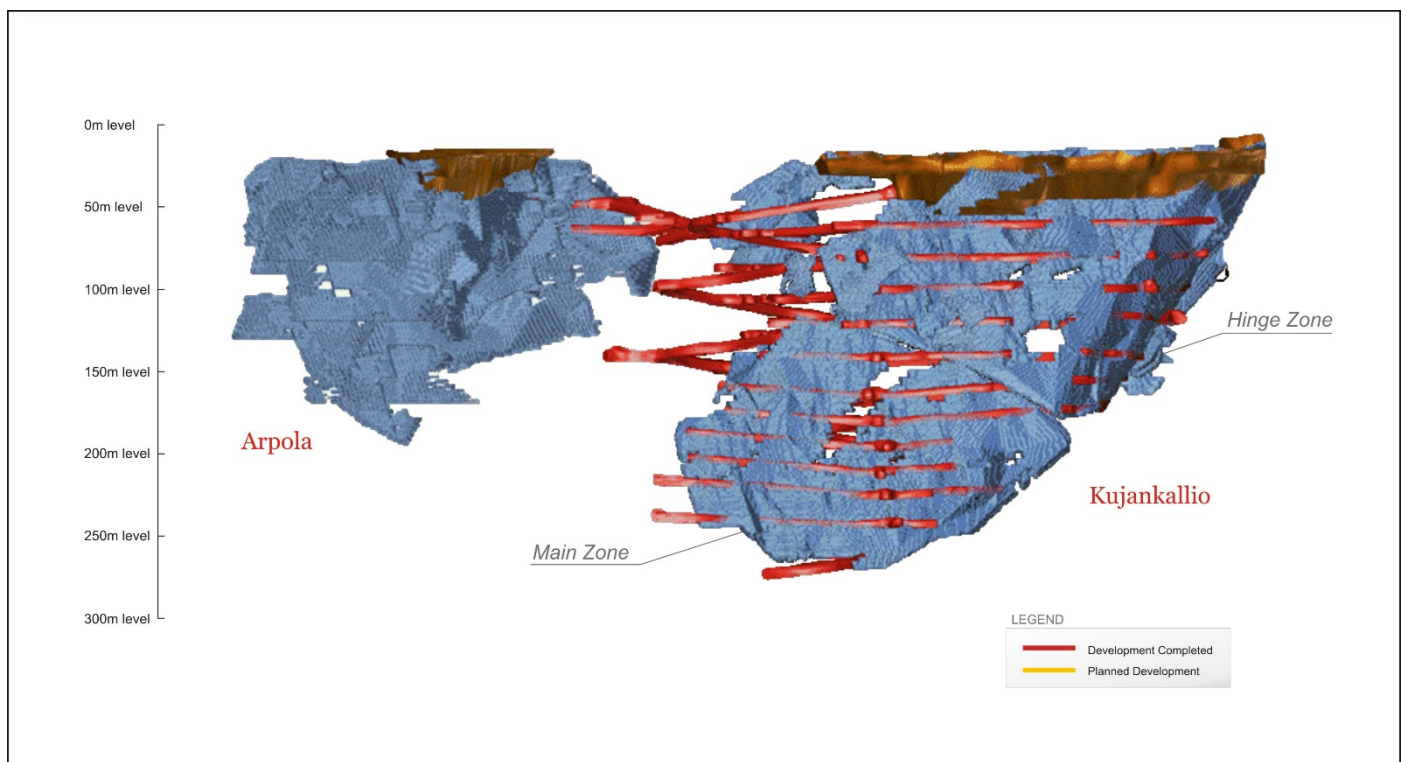 0m level
50m level
100m level
150m level
200m level
250m level
300m level
Hinge Zone
Arpola
Kujankallio
Main Zone
LEGEND
Development Completed
Planned Development